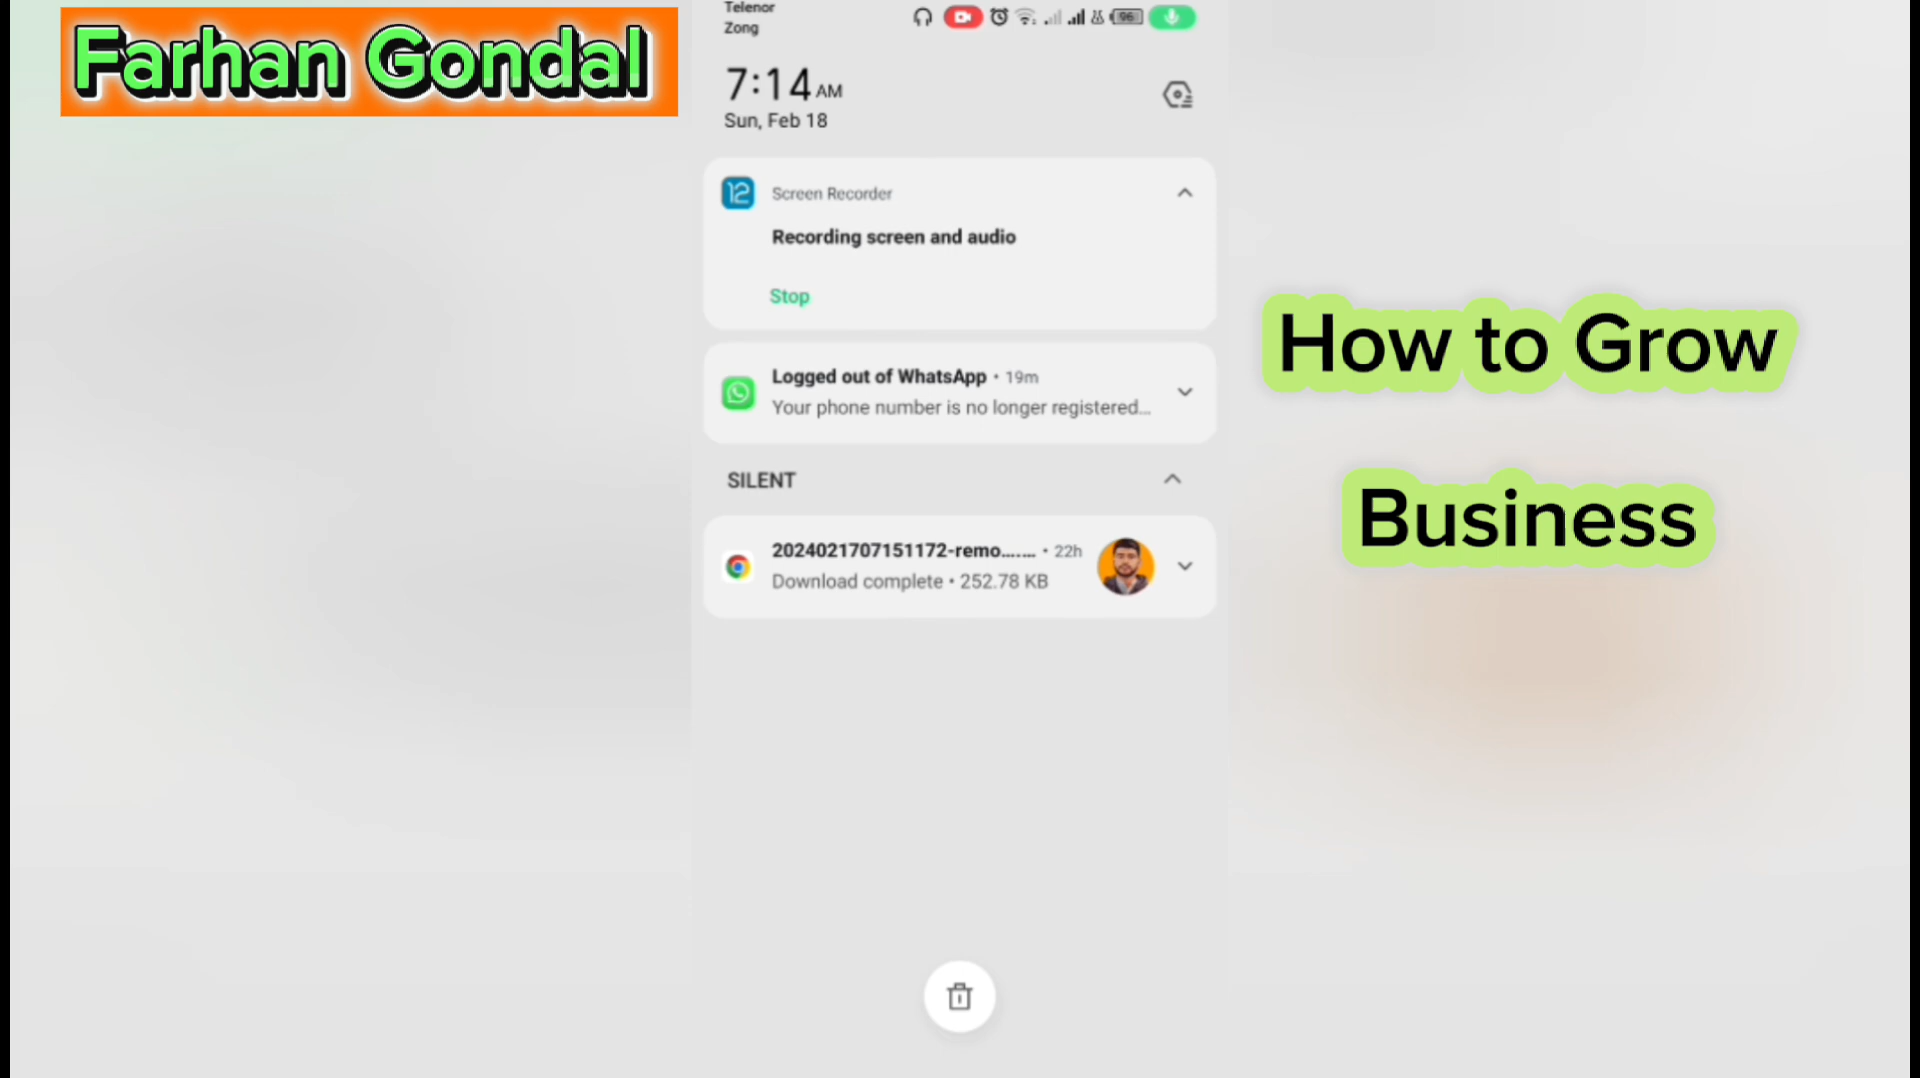 Farhan Gondal
Telenor
Zong
96
7:14 AM
Sun, Feb 18
12
Screen Recorder
Recording screen and audio
Stop
Logged out of WhatsApp • 19m
Your phone number is no longer registered...
SILENT
2024021707151172-remo...... • 22h
Download complete • 252.78 KB
How to Grow
Business